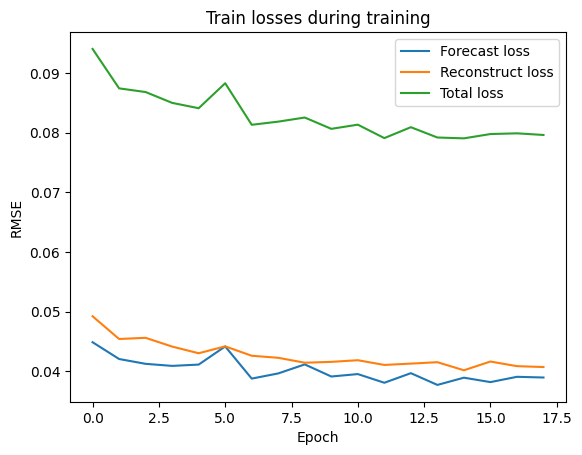 Train losses during training
Forecast loss
Reconstruct loss
Total loss
RMSE
0.09
0.08
0.07
0.06
0.05
0.04
0.0 2.5 5.0 7.5 10.0 12.5 15.0 17.5
Epoch